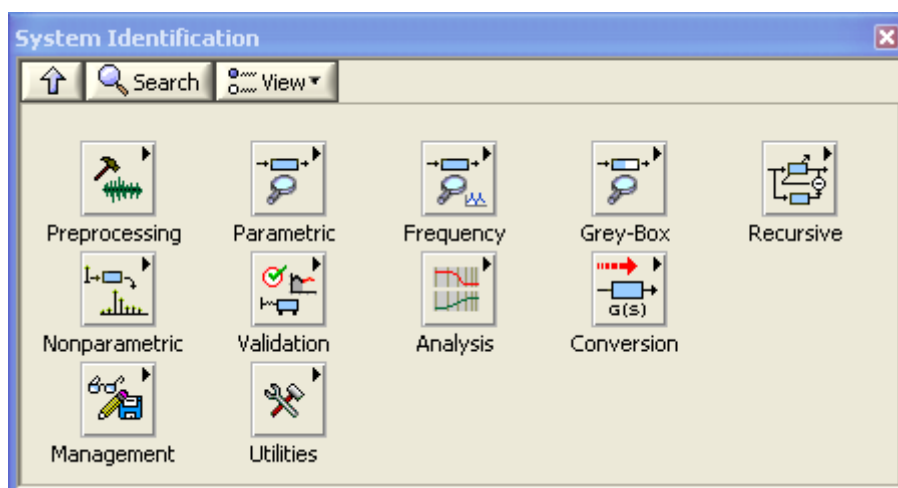 System Identification
Search View
Preprocessing Parametric Frequency Grey-Box Recursive
G(s)
Nonparametric Validation Analysis Conversion
Management Utilities